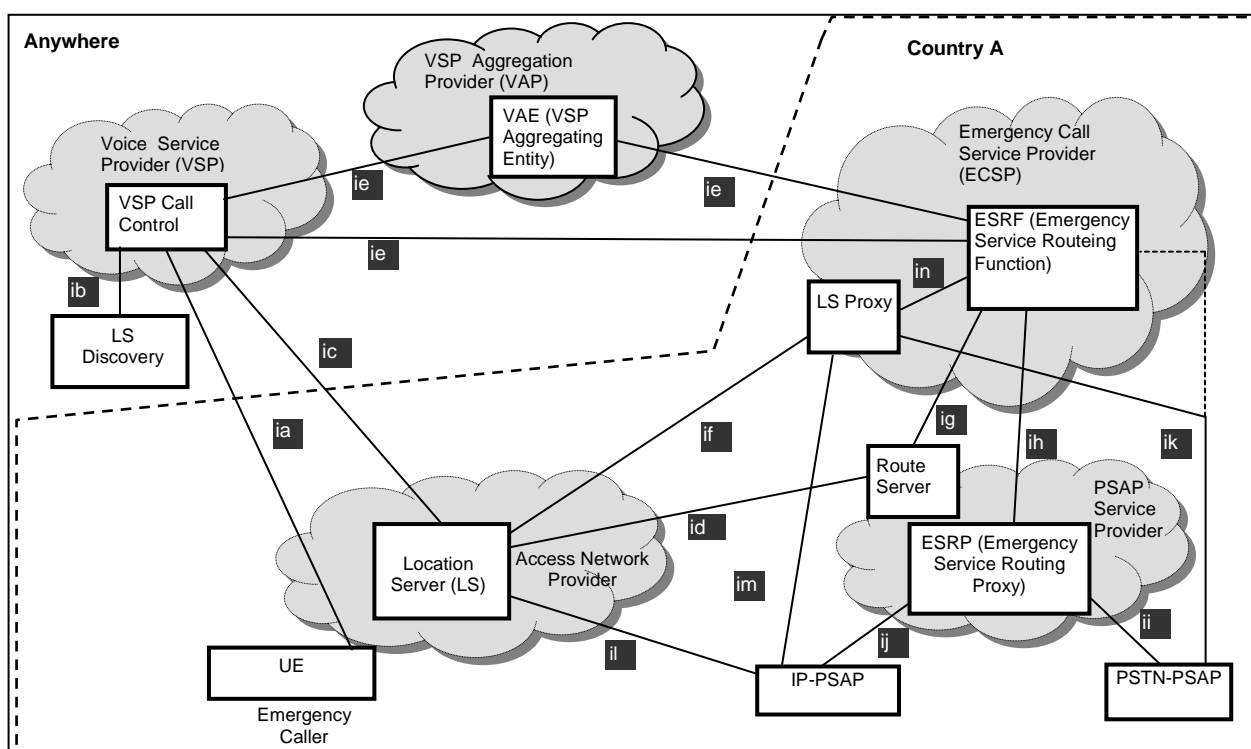 Anywhere
Country A
VSP Aggregation
Provider (VAP)
VAE (VSP
Aggregating
Entity)
Voice Service
Provider (VSP)
VSP Call
Control
Emergency Call
Service Provider
(ECSP)
ESRF (Emergency
Service Routeing
Function)
ie
ie
ie
ib
LS
Discovery
in
LS Proxy
ic
ia
if
ig
ih
ik
Route
Server
PSAP
Service
Provider
id
Location
Server (LS)
Access Network
Provider
ESRP (Emergency
Service Routing
Proxy)
im
ij
ii
il
UE
IP-PSAP
PSTN-PSAP
Emergency
Caller